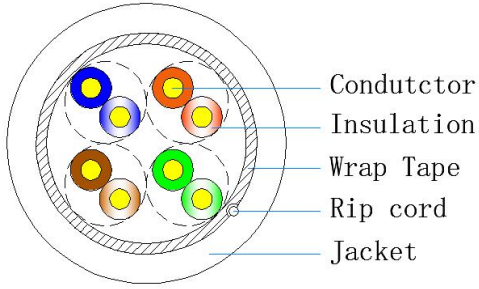 Condutctor
Insulation
Wrap Tape
Rip cord
Jacket